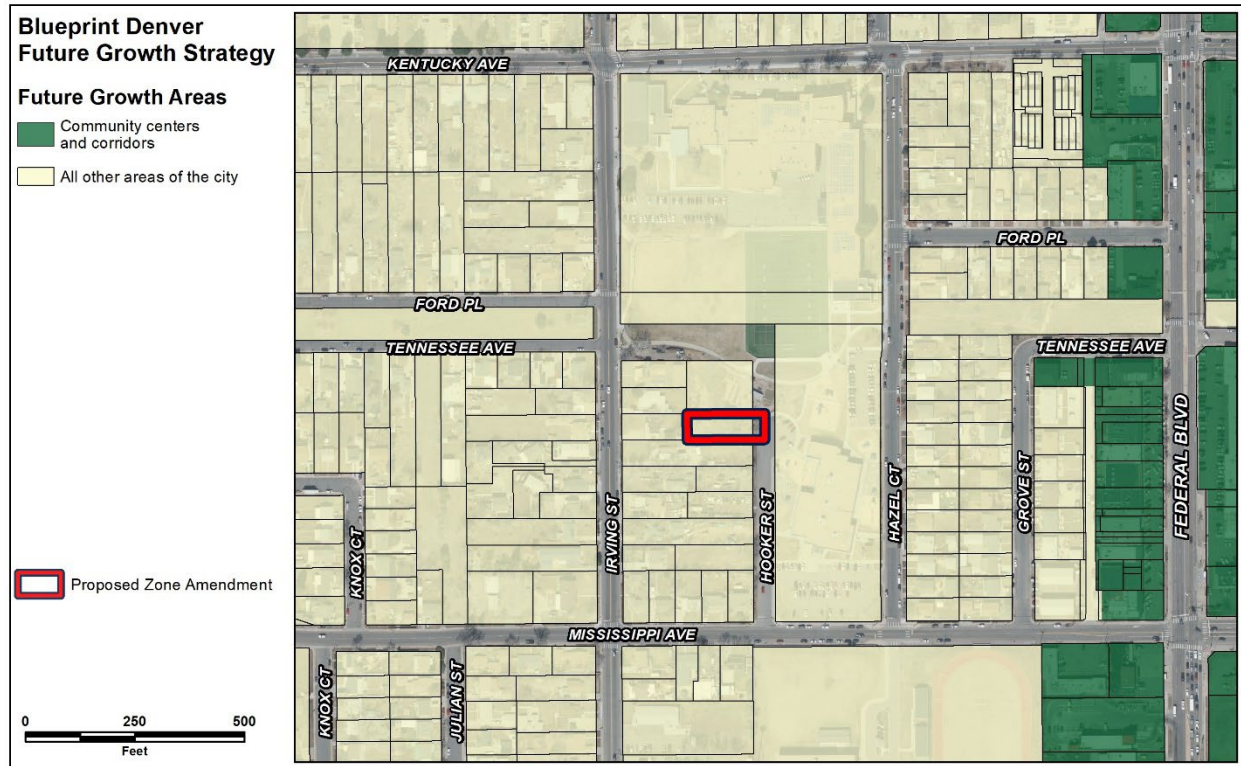 Blueprint Denver
Future Growth Strategy
Future Growth Areas
Community centers
and corridors
All other areas of the city
Proposed Zone Amendment
0 250 500
Feet
KENTUCKY AVE
FORD PL
FORD PL
TENNESSEE AVE
TENNESSEE AVE
KNOX CT
IRVING ST
HOOKER ST
HAZEL CT
GROVE ST
FEDERAL BLVD
MISSISSIPPI AVE
KNOX CT
JULIAN ST